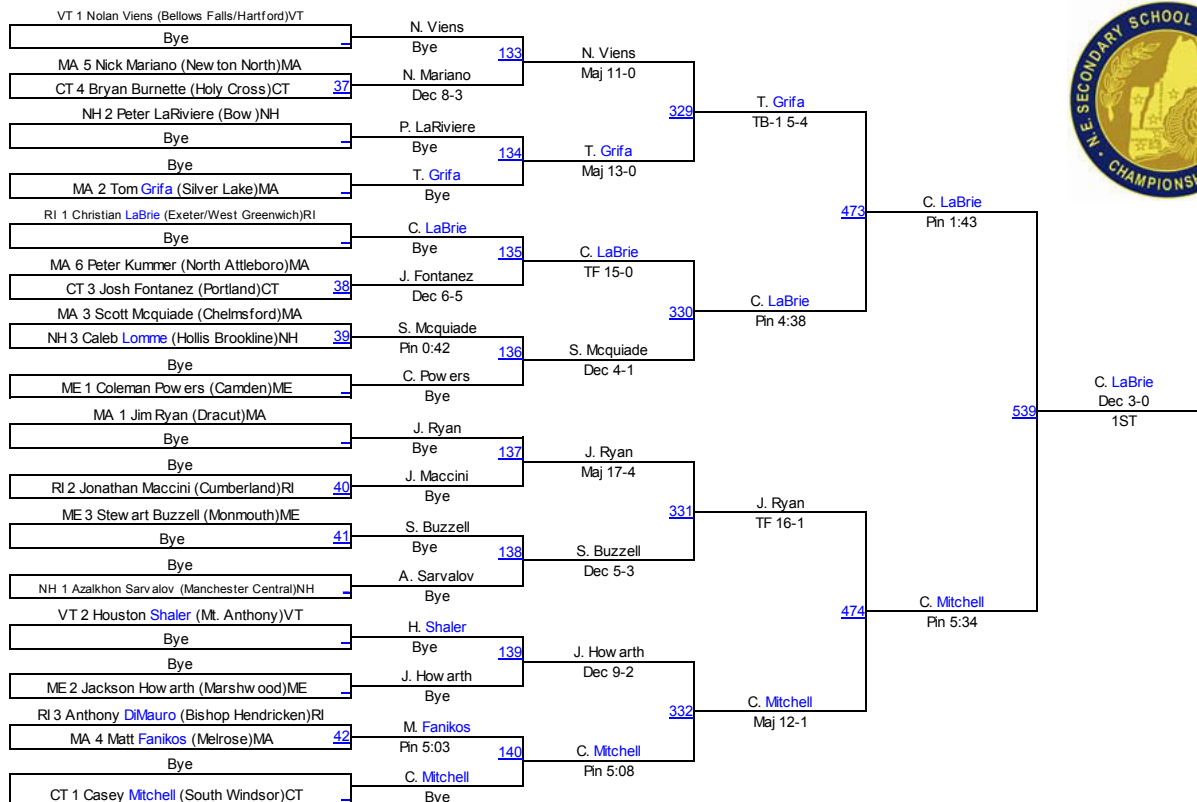 VT 1 Nolan Viens (Bellows Falls/Hartford)VT
Bye
MA 5 Nick Mariano (Newton North)MA
CT 4 Bryan Burnette (Holy Cross)CT 37
NH 2 Peter LaRiviere (Bow)NH
Bye
Bye
MA 2 Tom Grifa (Silver Lake)MA
RI 1 Christian LaBrie (Exeter/West Greenwich)RI
Bye
MA 6 Peter Kummer (North Attleboro)MA
CT 3 Josh Fontanez (Portland)CT 38
MA 3 Scott Mcquiade (Chelmsford)MA
NH 3 Caleb Lomme (Hollis Brookline)NH 39
Bye
ME 1 Coleman Powers (Camden)ME
MA 1 Jim Ryan (Dracut)MA
Bye
Bye
RI 2 Jonathan Maccini (Cumberland)RI 40
ME 3 Stewart Buzzell (Monmouth)ME
Bye 41
Bye
NH 1 Azalkhon Sarvalov (Manchester Central)NH
VT 2 Houston Shaler (Mt. Anthony)VT
Bye
Bye
ME 2 Jackson Howarth (Marshwood)ME
RI 3 Anthony DiMauro (Bishop Hendricken)RI
MA 4 Matt Fanikos (Melrose)MA 42
Bye
CT 1 Casey Mitchell (South Windsor)CT
N. Viens
Bye
133
N. Mariano
Dec 8-3
P. LaRiviere
Bye
134
T. Grifa
Bye
C. LaBrie
Bye
135
J. Fontanez
Dec 6-5
S. Mcquiade
Pin 0:42
136
C. Powers
Bye
J. Ryan
Bye
137
J. Maccini
Bye
S. Buzzell
Bye
138
A. Sarvalov
Bye
H. Shaler
Bye
139
J. Howarth
Bye
M. Fanikos
Pin 5:03
140
C. Mitchell
Bye
N. Viens
Maj 11-0
329
T. Grifa
Maj 13-0
C. LaBrie
TF 15-0
330
S. Mcquiade
Dec 4-1
J. Ryan
Maj 17-4
331
S. Buzzell
Dec 5-3
J. Howarth
Dec 9-2
332
C. Mitchell
Pin 5:08
T. Grifa
TB-1 5-4
473
C. LaBrie
Pin 4:38
J. Ryan
TF 16-1
474
C. Mitchell
Maj 12-1
C. LaBrie
Pin 1:43
539
C. Mitchell
Pin 5:34
C. LaBrie
Dec 3-0
1ST
N.E. SECONDARY SCHOOL